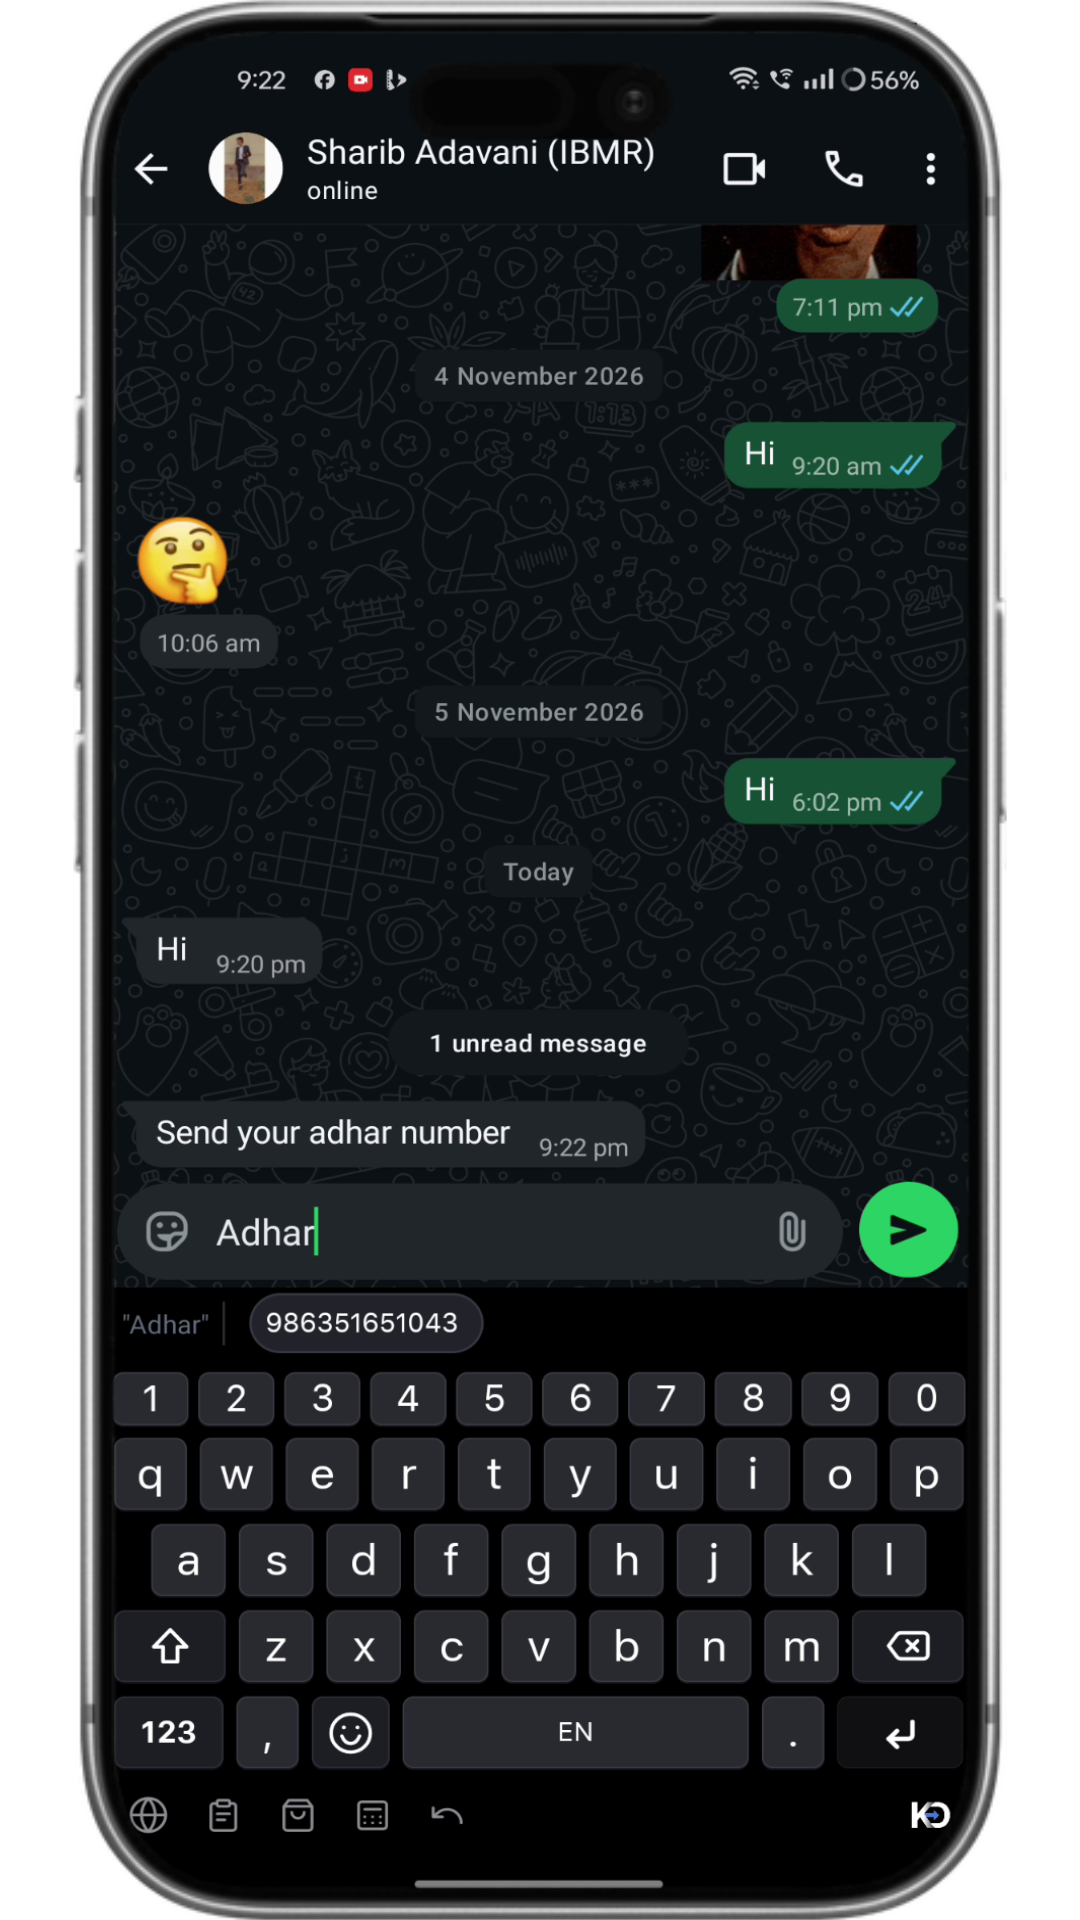 9:22
56%
Sharib Adavani (IBMR)
online
7:11 pm
4 November 2026
Hi 9:20 am
10:06 am
5 November 2026
Hi 6:02 pm
Today
Hi 9:20 pm
1 unread message
Send your adhar number 9:22 pm
Adhar
"Adhar" 986351651043
1 2 3 4 5 6 7 8 9 0
q w e r t y u i o p
a s d f g h j k l
z x c v b n m
123 , EN .
KD